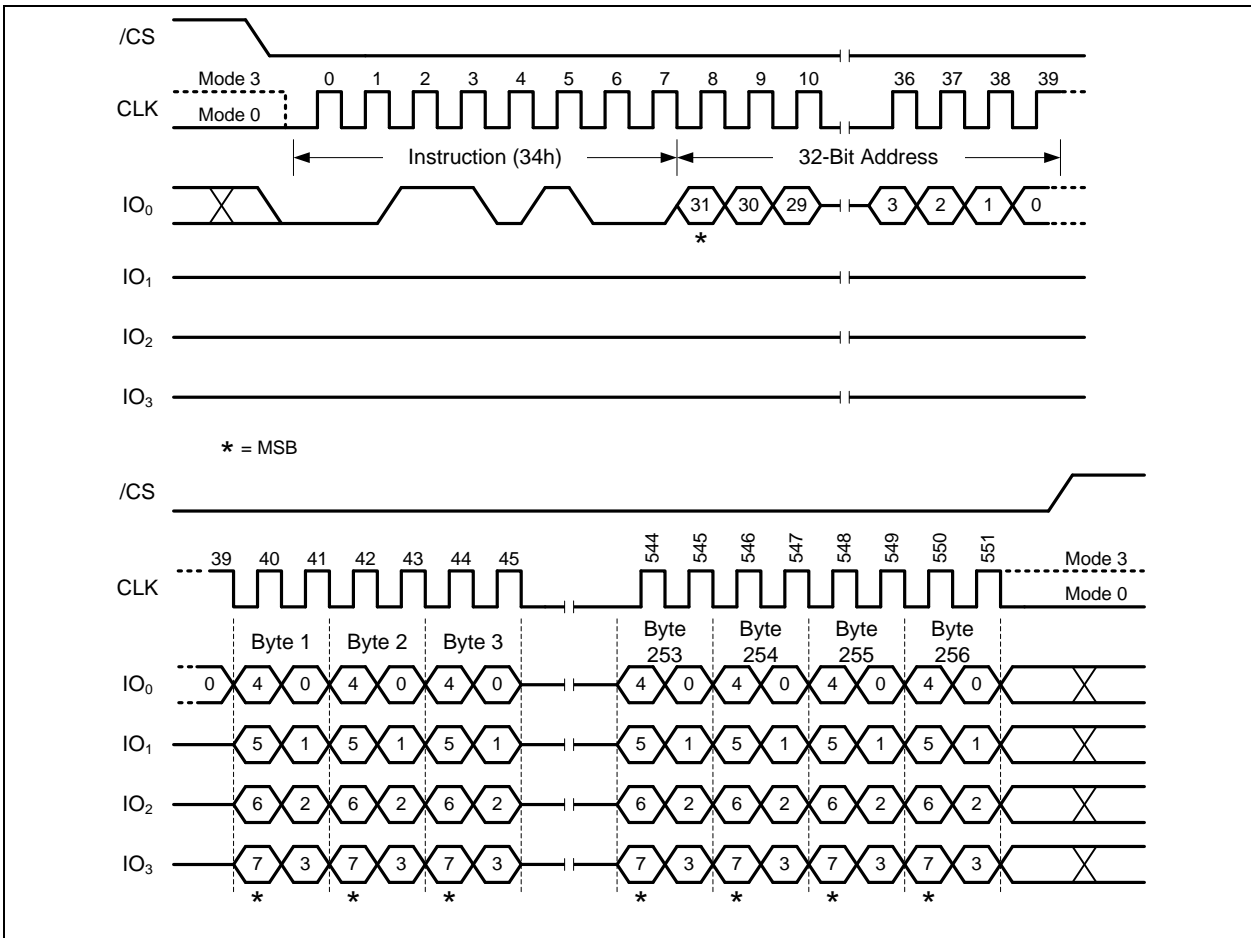 /CS
Mode 3 0 1 2 3 4 5 6 7 8 9 10 36 37 38 39
CLK Mode 0
Instruction (34h) 32-Bit Address
IO0 31 30 29 3 2 1 0
*
IO1
IO2
IO3
* = MSB
/CS
39 40 41 42 43 44 45 544 545 546 547 548 549 550 551 Mode 3
CLK Mode 0
Byte 1 Byte 2 Byte 3 Byte 253 Byte 254 Byte 255 Byte 256
IO0 0 4 0 4 0 4 0 4 0 4 0 4 0 4 0
IO1 5 1 5 1 5 1 5 1 5 1 5 1 5 1
IO2 6 2 6 2 6 2 6 2 6 2 6 2 6 2
IO3 7 3 7 3 7 3 7 3 7 3 7 3 7 3
* * * * * * *